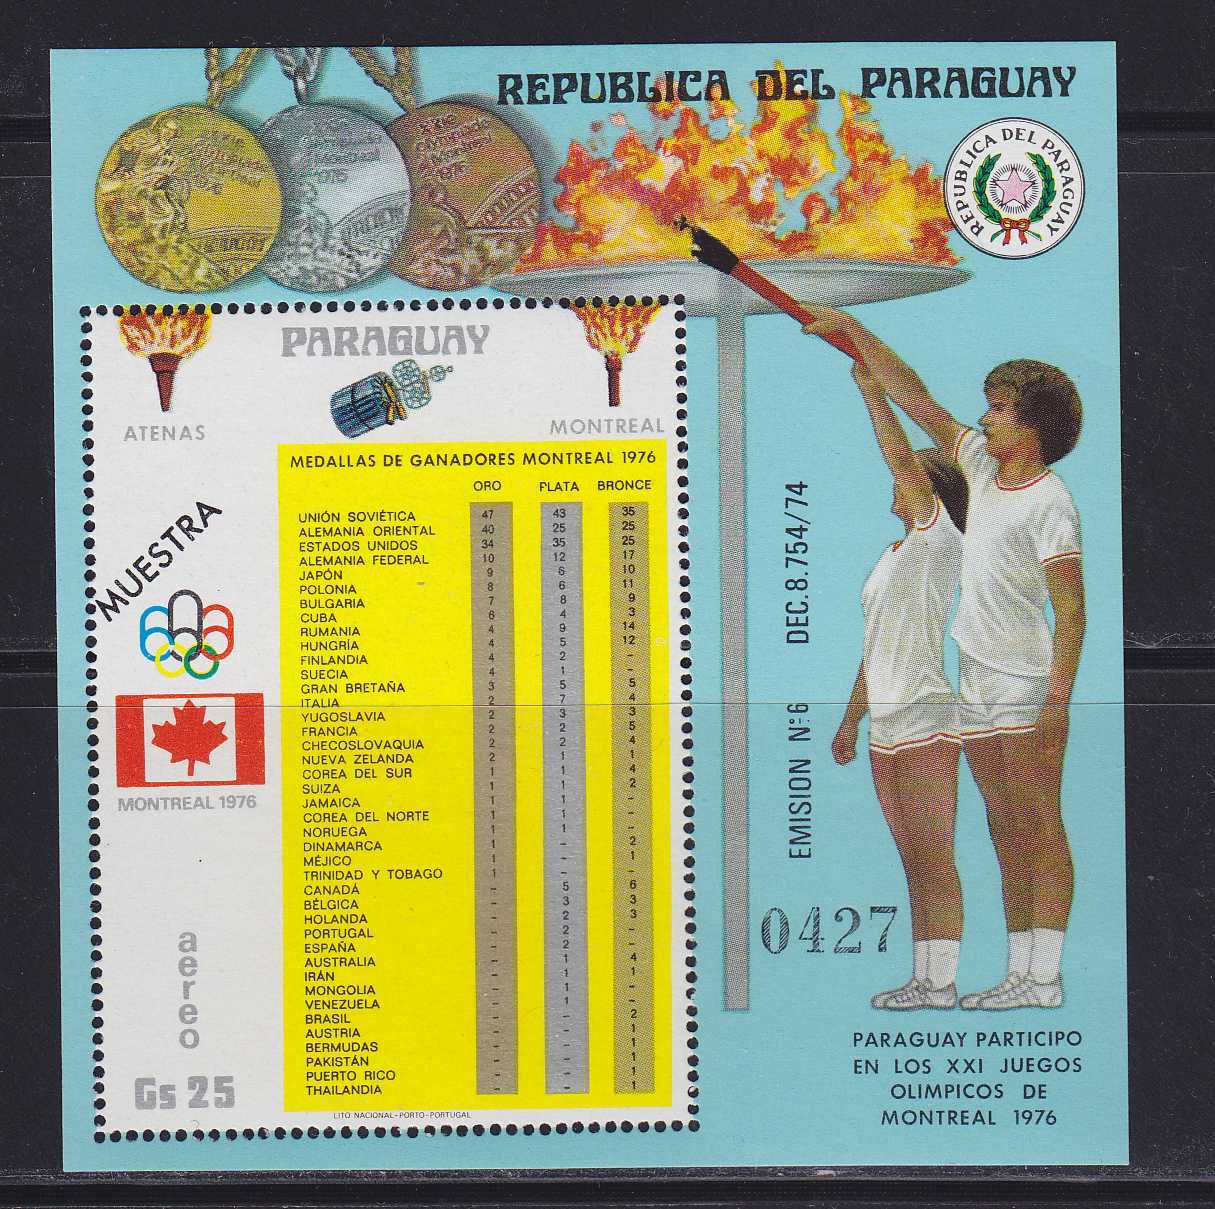 REPUBLICA DEL PARAGUAY
XXIe
Olympiade
Montréal
1976
REPUBLICA DEL PARAGUAY
PARAGUAY
ATENAS
MONTREAL
MEDALLAS DE GANADORES MONTREAL 1976
ORO PLATA BRONCE
UNIÓN SOVIÉTICA 47 43 35
ALEMANIA ORIENTAL 40 25 25
ESTADOS UNIDOS 34 35 25
ALEMANIA FEDERAL 10 12 17
JAPÓN 9 6 10
POLONIA 8 6 11
BULGARIA 7 8 9
CUBA 6 4 3
RUMANIA 4 9 14
HUNGRÍA 4 5 12
FINLANDIA 4 2 -
SUECIA 4 1 -
GRAN BRETAÑA 3 5 5
ITALIA 2 7 4
YUGOSLAVIA 2 3 3
FRANCIA 2 2 5
CHECOSLOVAQUIA 2 2 4
NUEVA ZELANDA 2 1 1
COREA DEL SUR 1 1 4
SUIZA 1 1 2
JAMAICA 1 1 -
COREA DEL NORTE 1 1 -
NORUEGA 1 1 -
DINAMARCA 1 - 2
MÉJICO 1 - 1
TRINIDAD Y TOBAGO 1 - -
CANADÁ - 5 6
BÉLGICA - 3 3
HOLANDA - 2 3
PORTUGAL - 2 -
ESPAÑA - 2 -
AUSTRALIA - 1 4
IRÁN - 1 1
MONGOLIA - 1 -
VENEZUELA - 1 -
BRASIL - - 2
AUSTRIA - - 1
BERMUDAS - - 1
PAKISTÁN - - 1
PUERTO RICO - - 1
THAILANDIA - - 1
MUESTRA
MONTREAL 1976
aereo
Gs 25
LITO NACIONAL-PORTO-PORTUGAL
EMISION Nº 6 DEC. 8.754/74
0427
PARAGUAY PARTICIPO
EN LOS XXI JUEGOS
OLIMPICOS DE
MONTREAL 1976